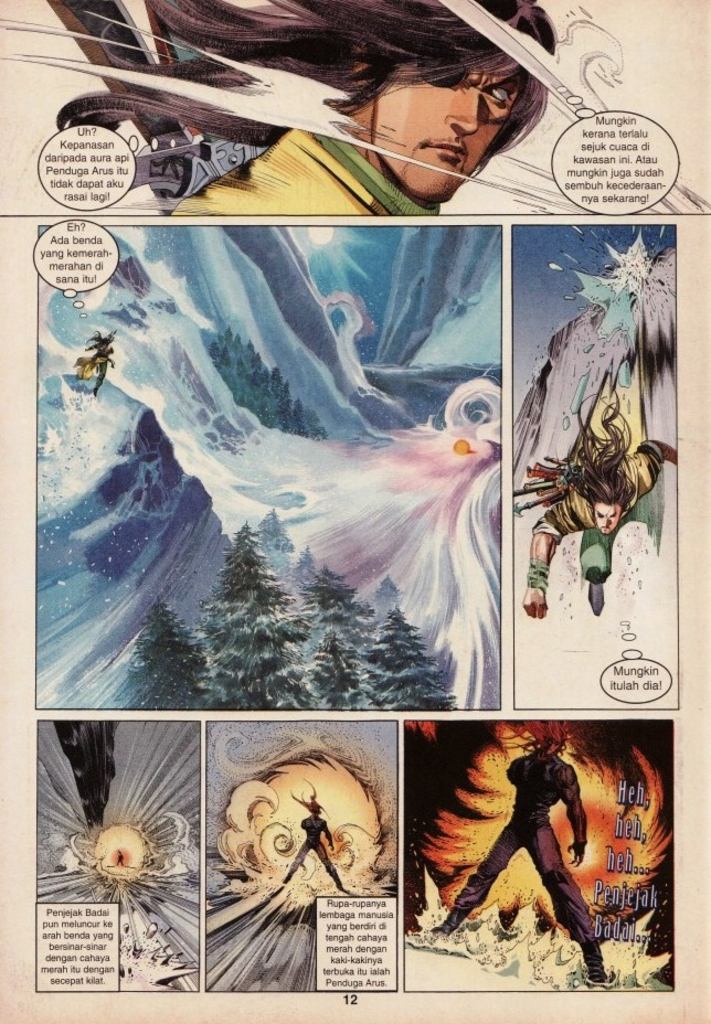 Uh?
Kepanasan
daripada aura api
Penduga Arus itu
tidak dapat aku
rasai lagi!
Mungkin
kerana terlalu
sejuk cuaca di
kawasan ini. Atau
mungkin juga sudah
sembuh kecederaan-
nya sekarang!
Eh?
Ada benda
yang kemerah-
merahan di
sana itu!
Mungkin
itulah dia!
Penjejak Badai
pun meluncur ke
arah benda yang
bersinar-sinar
dengan cahaya
merah itu dengan
secepat kilat.
Rupa-rupanya
lembaga manusia
yang berdiri di
tengah cahaya
merah dengan
kaki-kakinya
terbuka itu ialah
Penduga Arus.
Heh,
heh,
heh...
Penjejak
Badai...
12